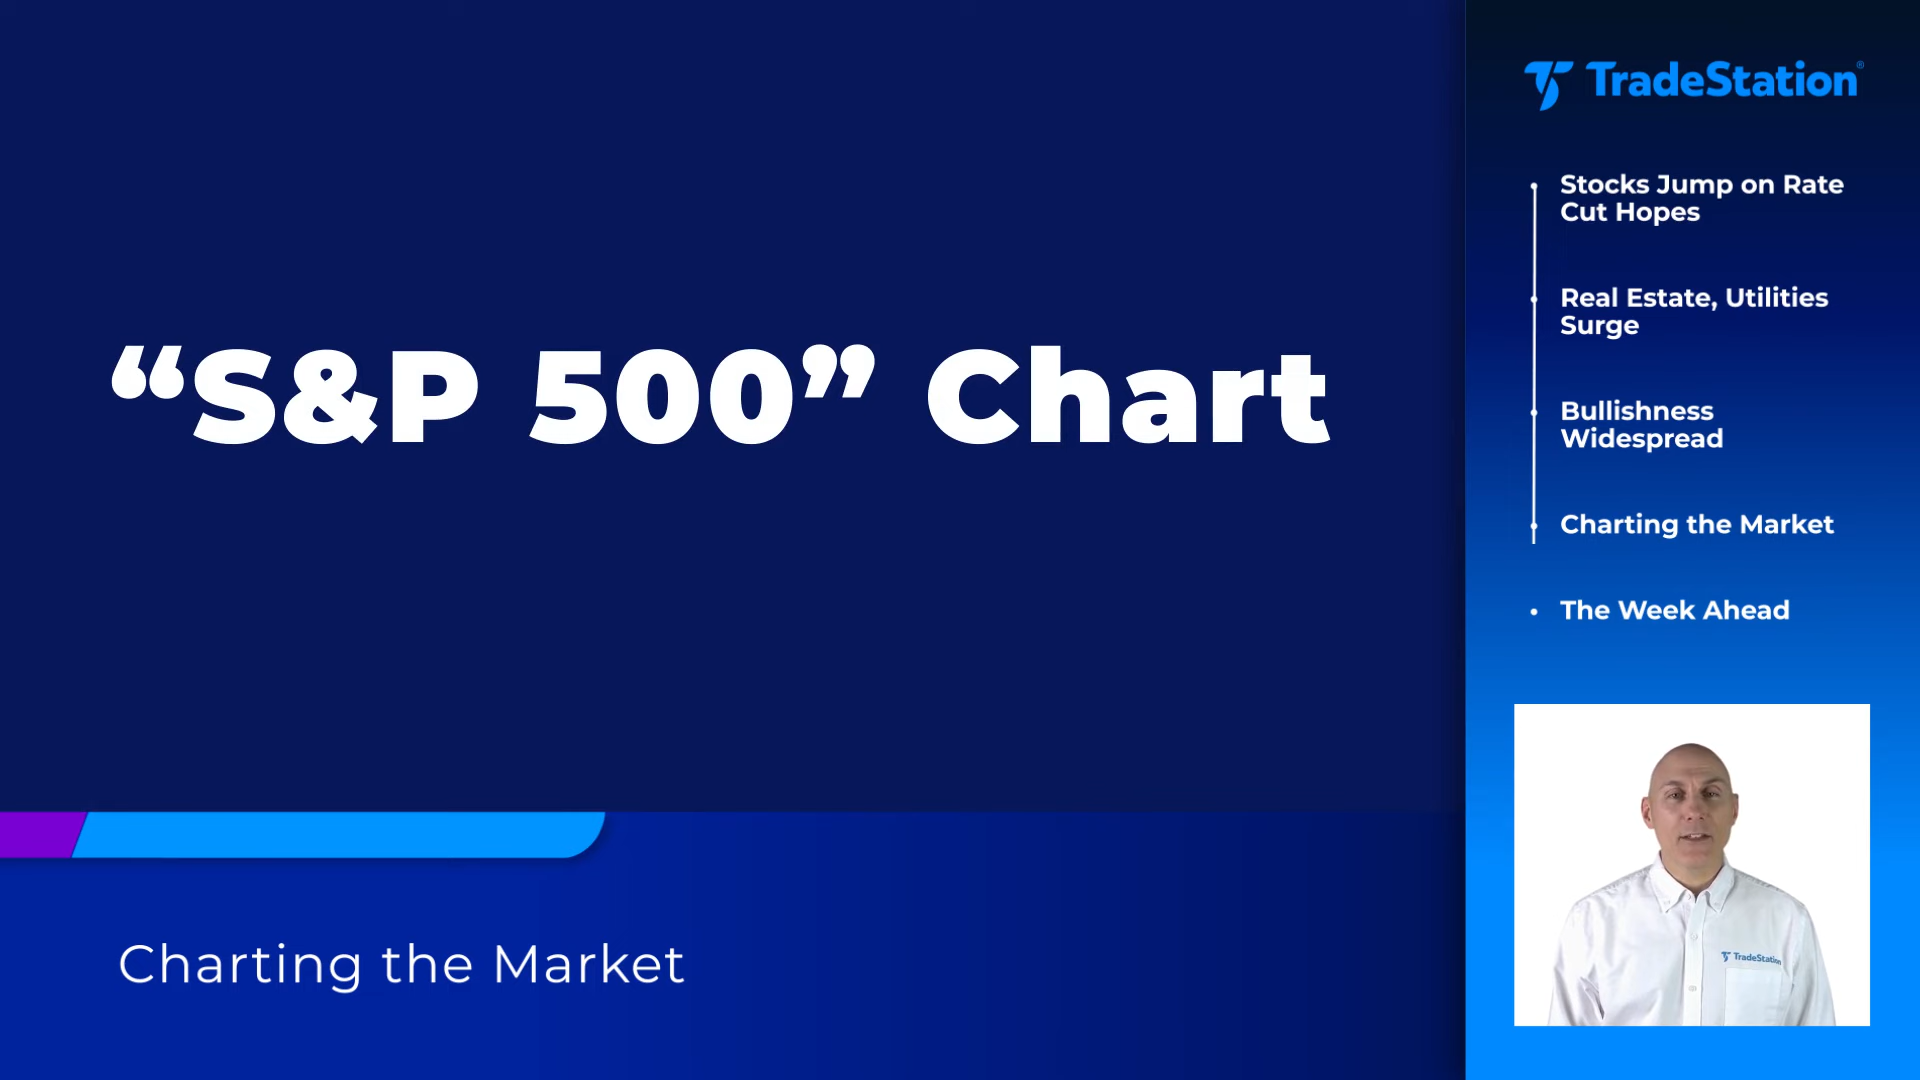 “S&P 500” Chart
Charting the Market
TradeStation®
Stocks Jump on Rate
Cut Hopes
Real Estate, Utilities
Surge
Bullishness
Widespread
Charting the Market
The Week Ahead
TradeStation